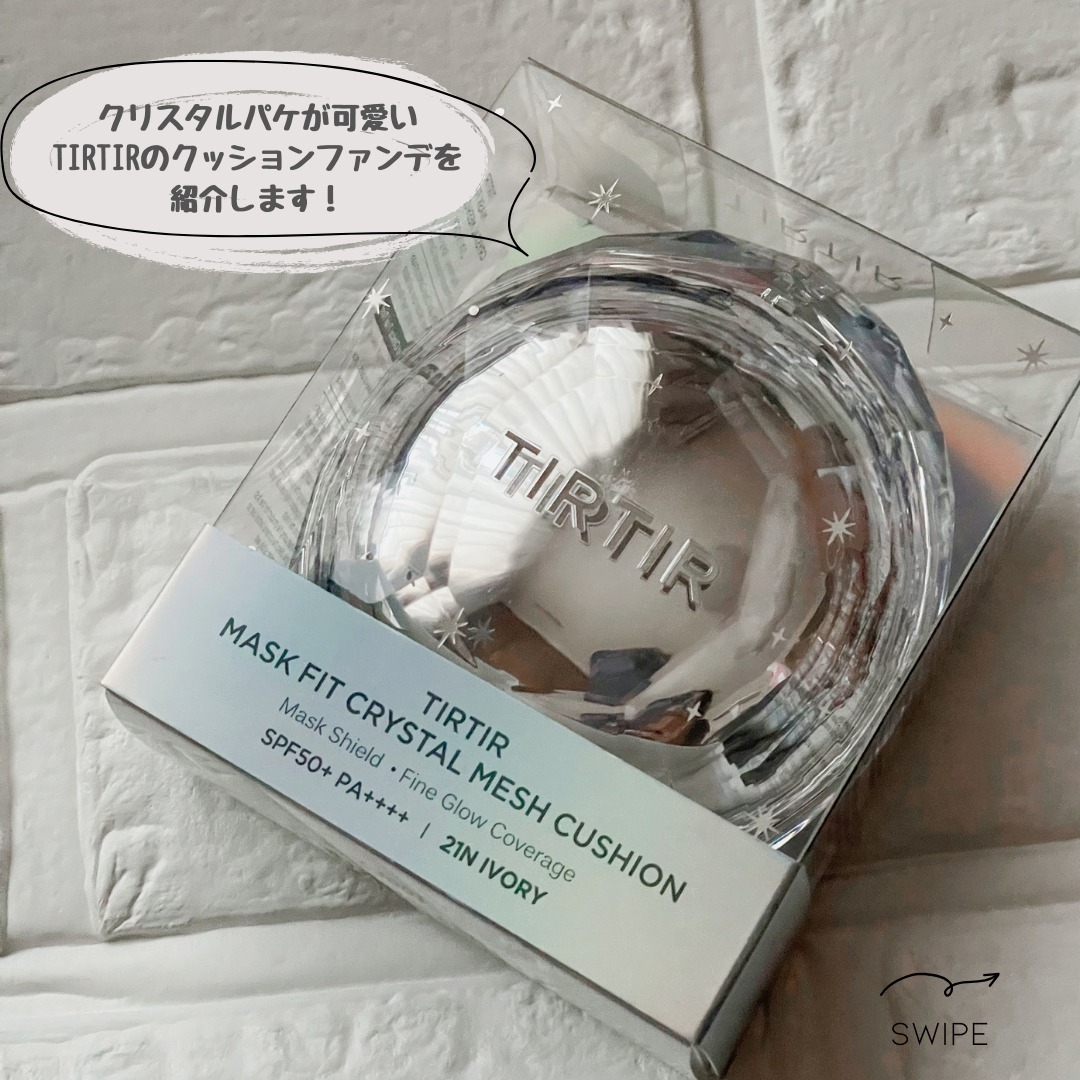 クリスタルパケが可愛い
TIRTIRのクッションファンデを
紹介します！
TIRTIR
TIRTIR
TIRTIR
MASK FIT CRYSTAL MESH CUSHION
Mask Shield • Fine Glow Coverage
SPF50+ PA++++ | 21N IVORY
SWIPE